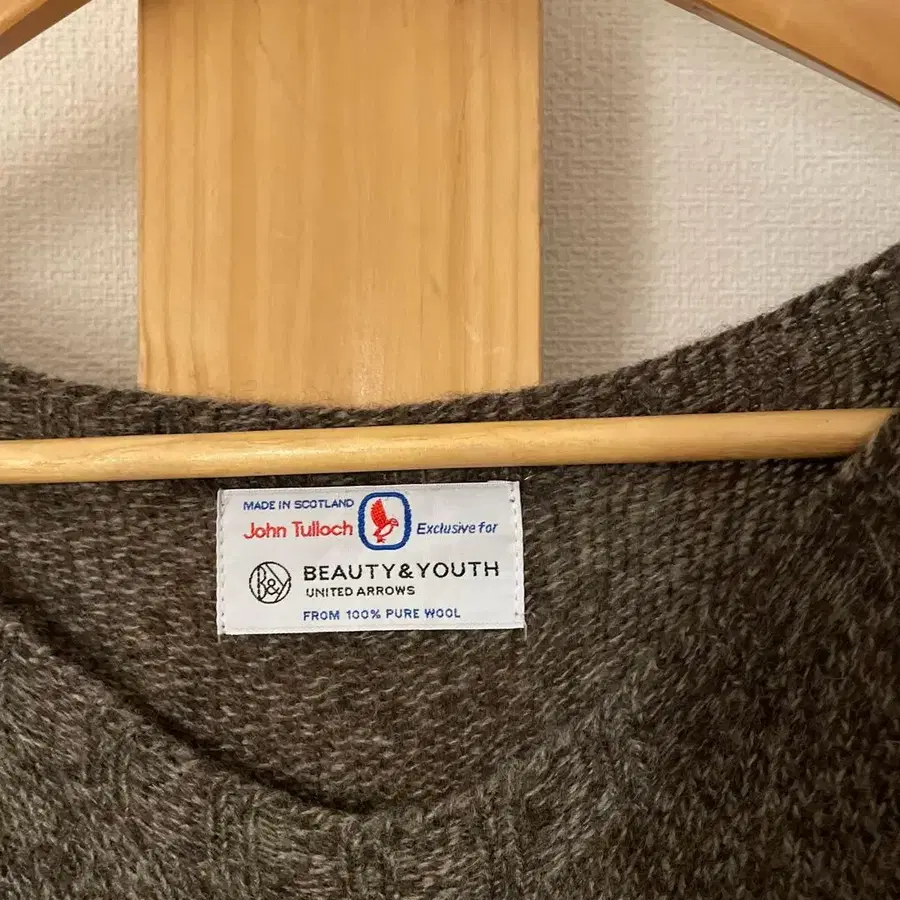 MADE IN SCOTLAND
John Tulloch Exclusive for
B&Y BEAUTY&YOUTH
UNITED ARROWS
FROM 100% PURE WOOL